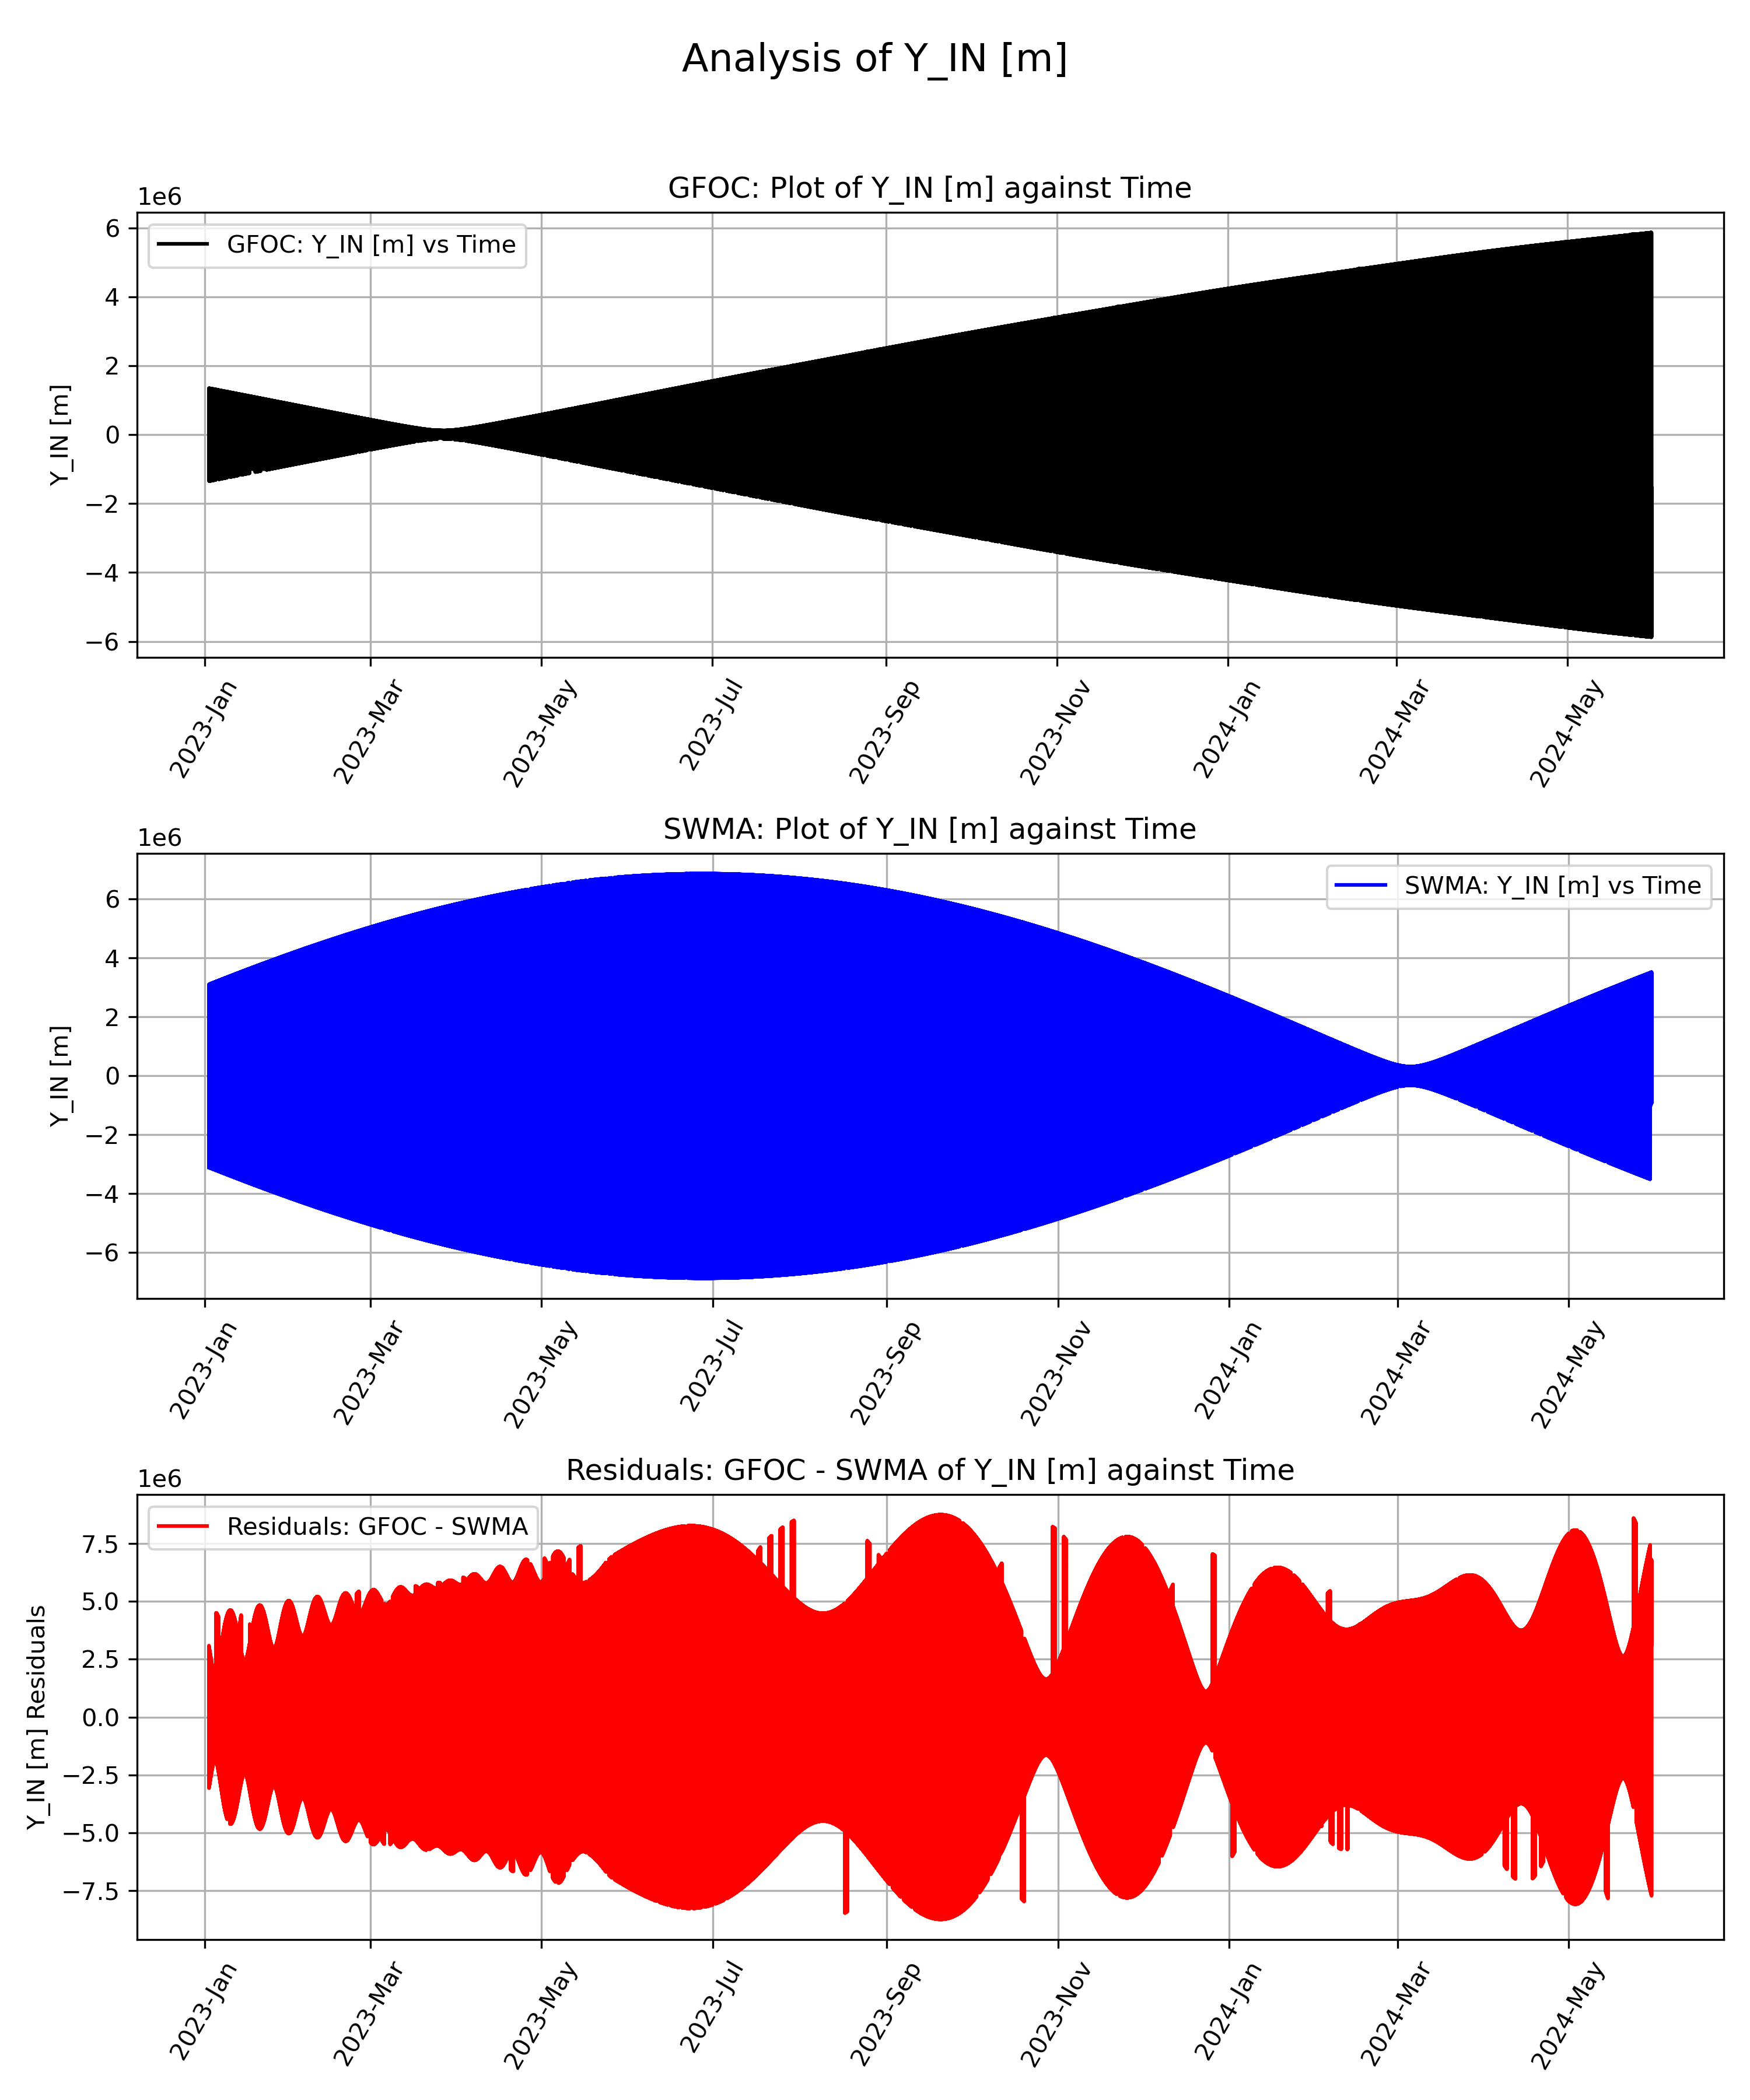 Analysis of Y_IN [m]
GFOC: Plot of Y_IN [m] against Time
1e6
GFOC: Y_IN [m] vs Time
Y_IN [m]
6
4
2
0
−2
−4
−6
2023-Jan
2023-Mar
2023-May
2023-Jul
2023-Sep
2023-Nov
2024-Jan
2024-Mar
2024-May
SWMA: Plot of Y_IN [m] against Time
1e6
SWMA: Y_IN [m] vs Time
Y_IN [m]
6
4
2
0
−2
−4
−6
2023-Jan
2023-Mar
2023-May
2023-Jul
2023-Sep
2023-Nov
2024-Jan
2024-Mar
2024-May
Residuals: GFOC - SWMA of Y_IN [m] against Time
1e6
Residuals: GFOC - SWMA
Y_IN [m] Residuals
7.5
5.0
2.5
0.0
−2.5
−5.0
−7.5
2023-Jan
2023-Mar
2023-May
2023-Jul
2023-Sep
2023-Nov
2024-Jan
2024-Mar
2024-May